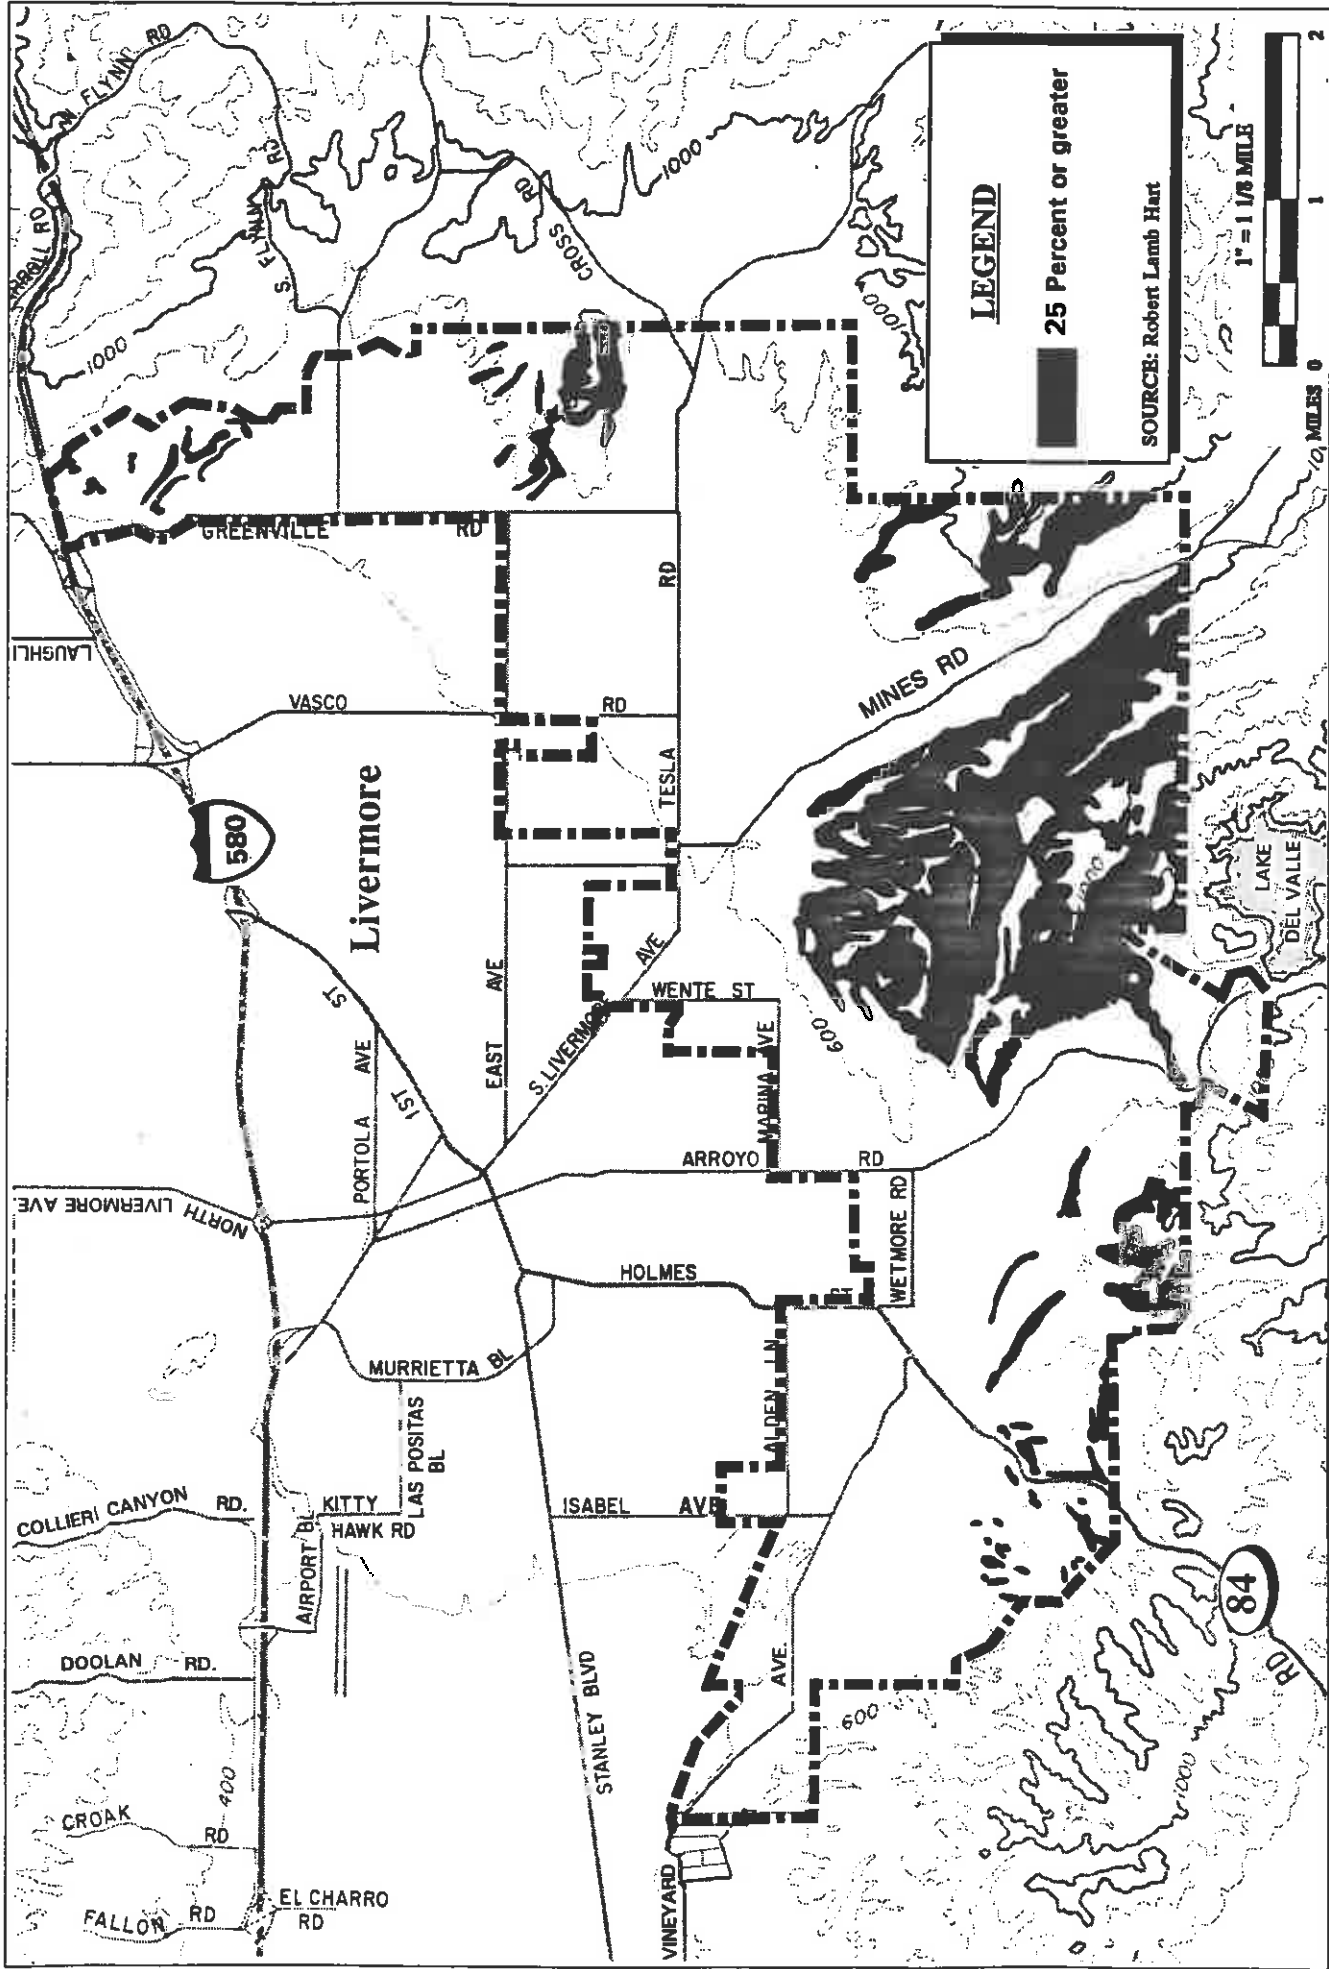 RROLL RD
N. FLYNN RD
1000
S. FLYNN RD
1000
CROSS RD
1000
GREENVILLE RD
LAUGHLI
VASCO RD
TESLA RD
MINES RD
580
Livermore
1ST ST
PORTOLA AVE
EAST AVE
S. LIVERMORE AVE
WENTE ST
MARINA AVE
600
1000
LAKE
DEL VALLE
NORTH LIVERMORE AVE.
ARROYO RD
WETMORE RD
HOLMES ST
MURRIETTA BL
ALDEN LN
LAS POSITAS
BL
KITTY
HAWK RD
ISABEL AVE
COLLIERI CANYON RD.
AIRPORT BL
DOOLAN RD.
STANLEY BLVD
VINEYARD AVE.
600
84
RD
1000
CROAK RD
400
FALLON RD
EL CHARRO
RD
LEGEND
25 Percent or greater
SOURCE: Robert Lamb Hart
1" = 1 1/8 MILE
MILES 0 1 2